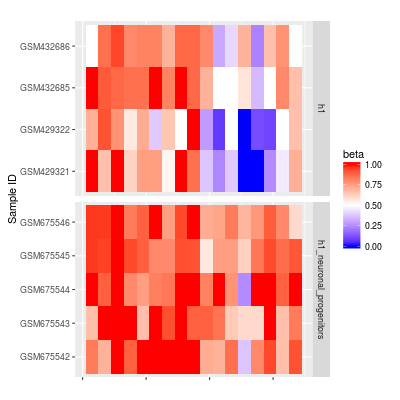 GSM432686
GSM432685
GSM429322
GSM429321
h1
GSM675546
GSM675545
GSM675544
GSM675543
GSM675542
h1_neuronal_progenitors
Sample ID
beta
1.00
0.75
0.50
0.25
0.00